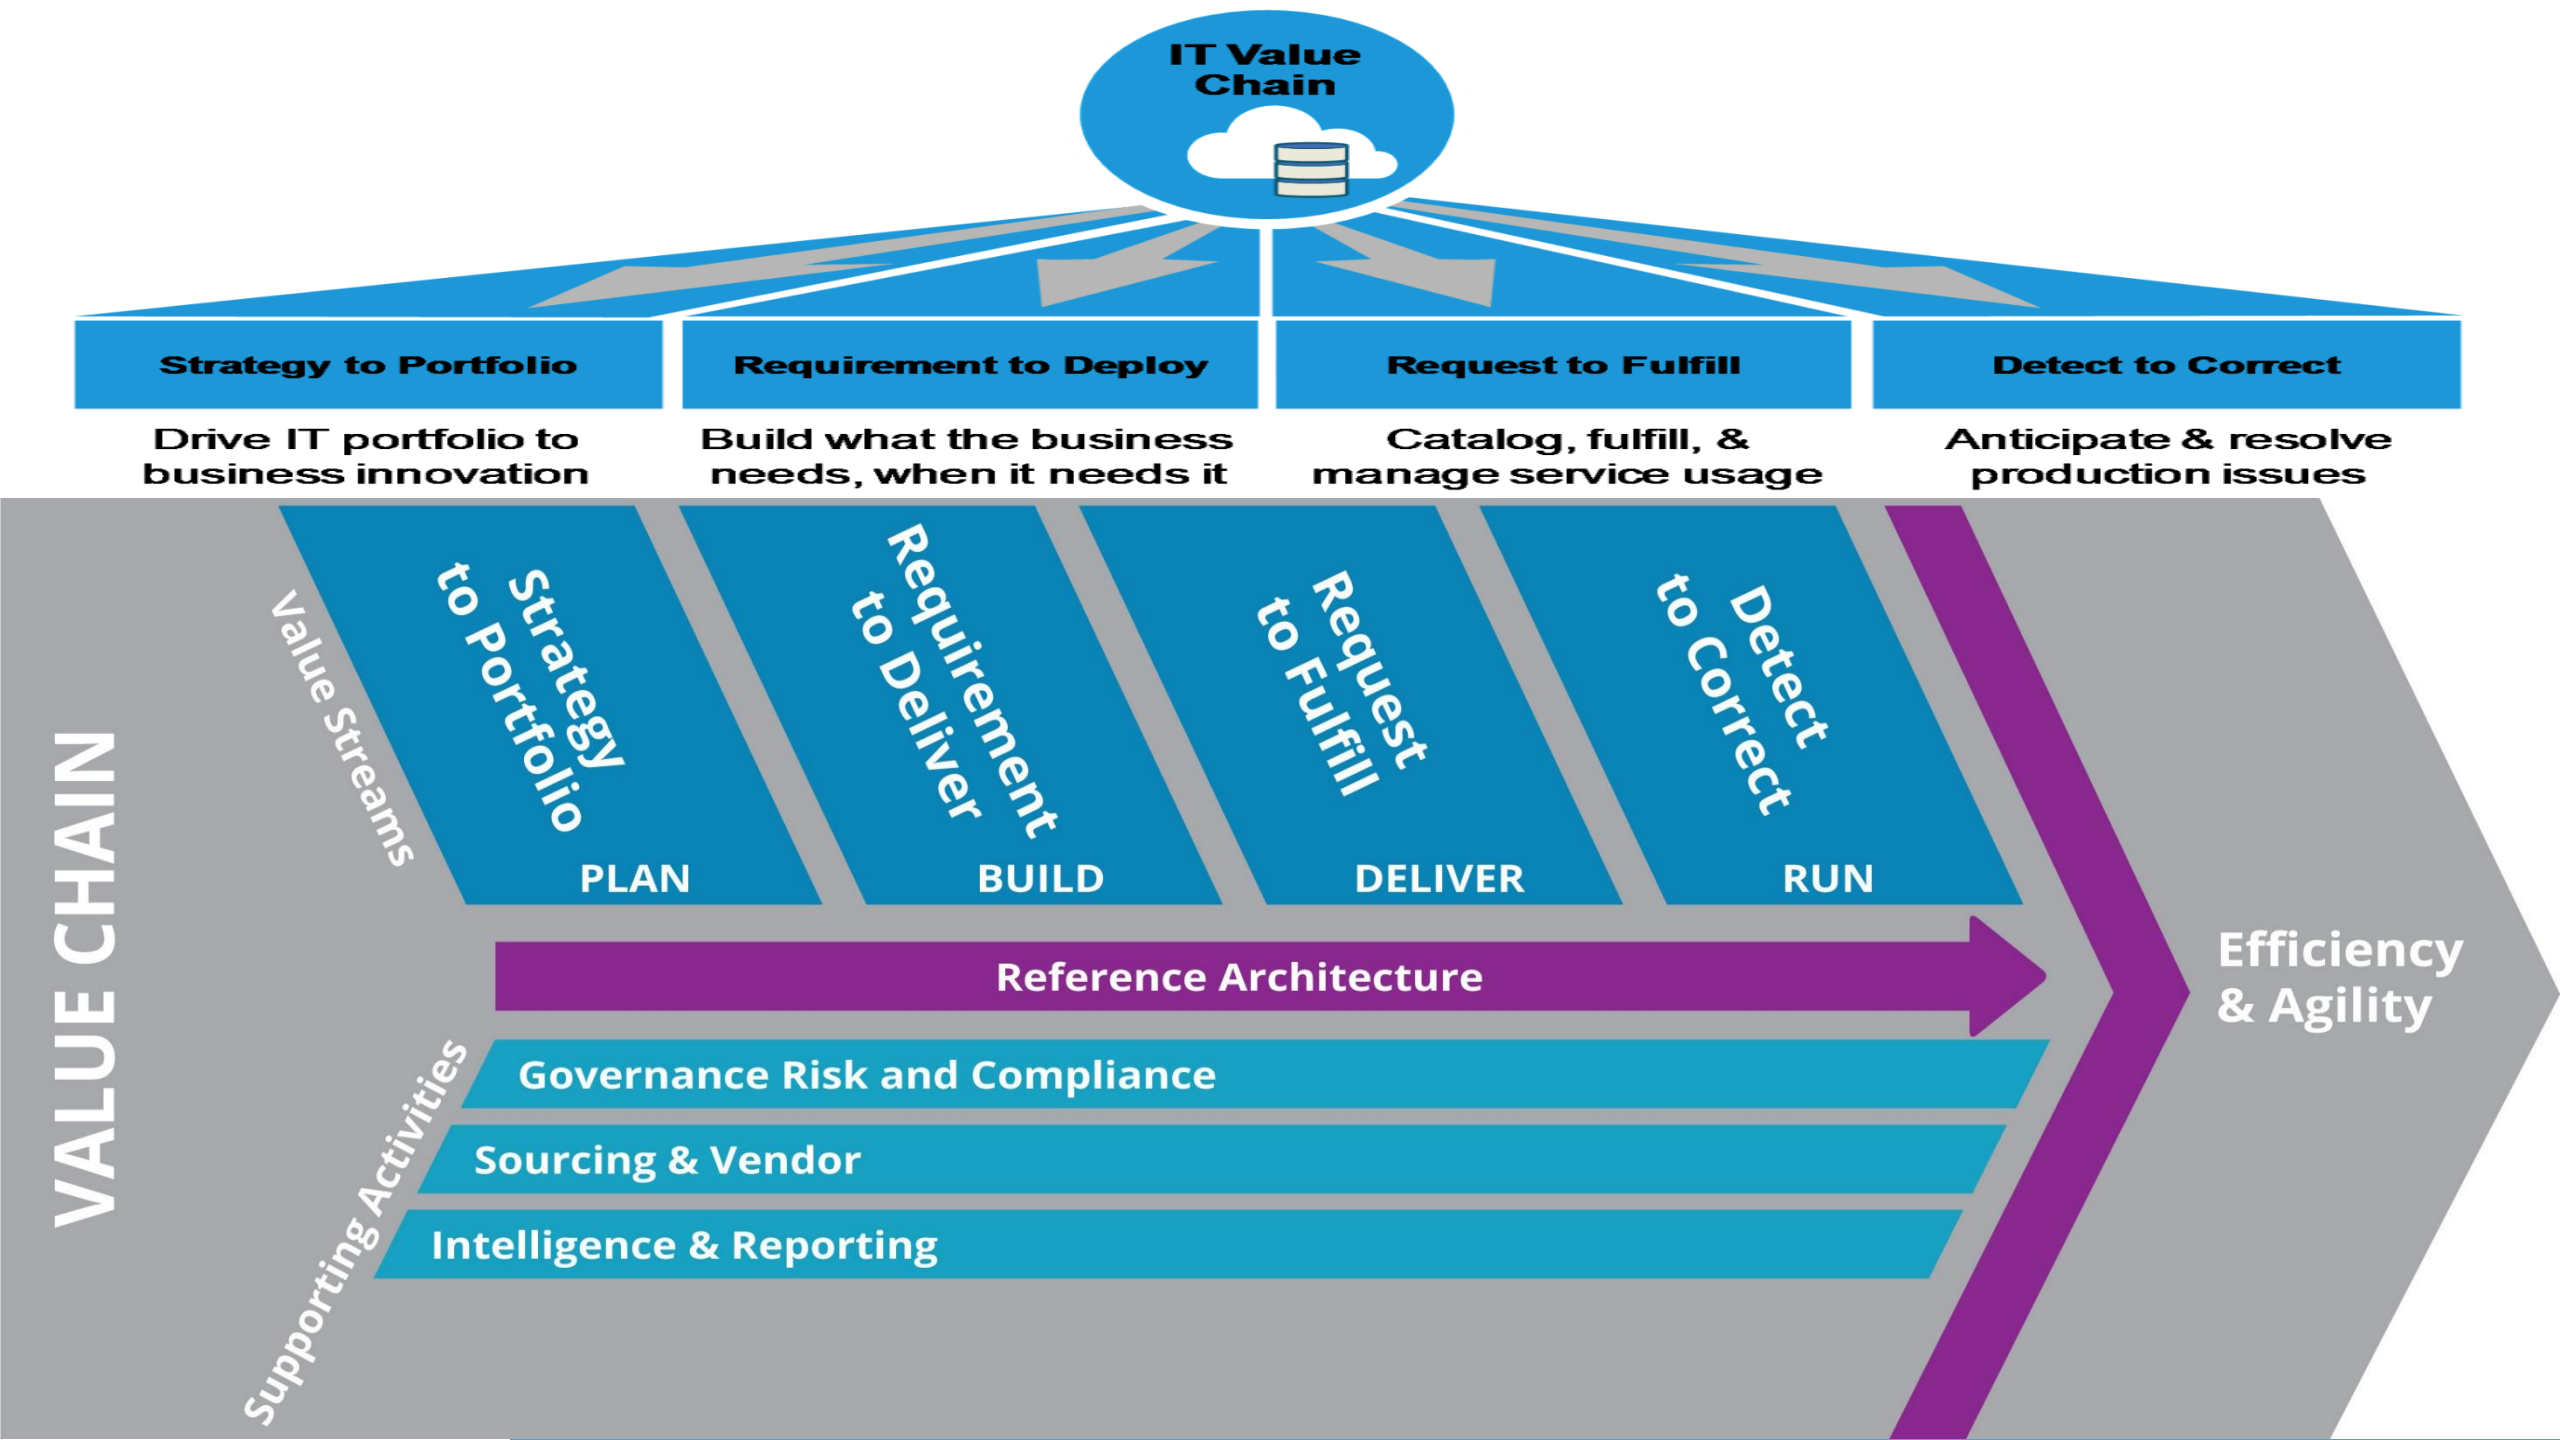 IT Value
Chain
Strategy to Portfolio
Requirement to Deploy
Request to Fulfill
Detect to Correct
Drive IT portfolio to
business innovation
Build what the business
needs, when it needs it
Catalog, fulfill, &
manage service usage
Anticipate & resolve
production issues
VALUE CHAIN
Value Streams
Strategy
to Portfolio
PLAN
Requirement
to Deliver
BUILD
Request
to Fulfill
DELIVER
Detect
to Correct
RUN
Reference Architecture
Efficiency
& Agility
Supporting Activities
Governance Risk and Compliance
Sourcing & Vendor
Intelligence & Reporting